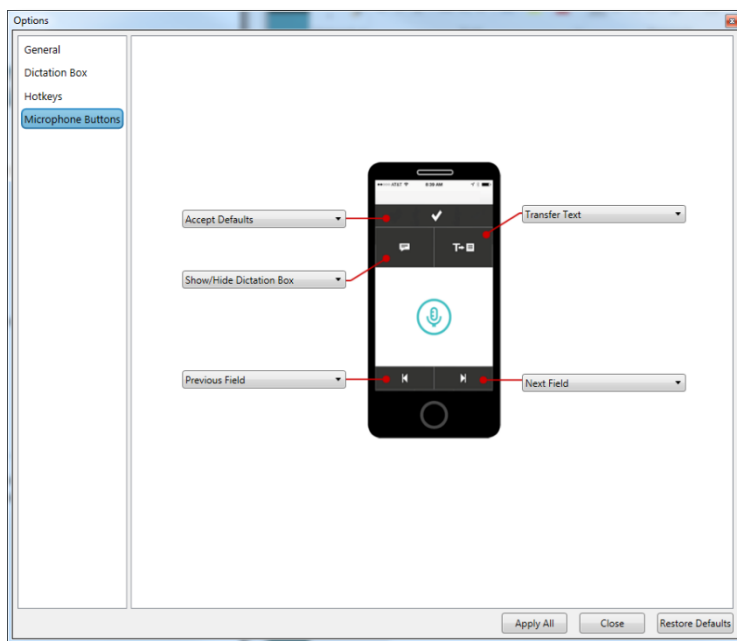 Options
General
Dictation Box
Hotkeys
Microphone Buttons
AT&T
Accept Defaults
Transfer Text
T
Show/Hide Dictation Box
Previous Field
Next Field
Apply All
Close
Restore Defaults